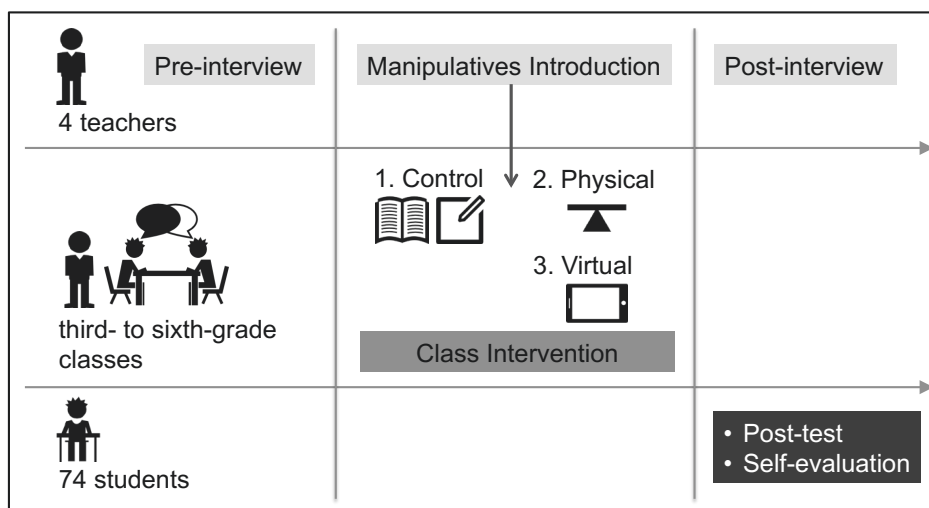 Pre-interview
Manipulatives Introduction
Post-interview
4 teachers
1. Control
2. Physical
3. Virtual
third- to sixth-grade
classes
Class Intervention
74 students
• Post-test
• Self-evaluation